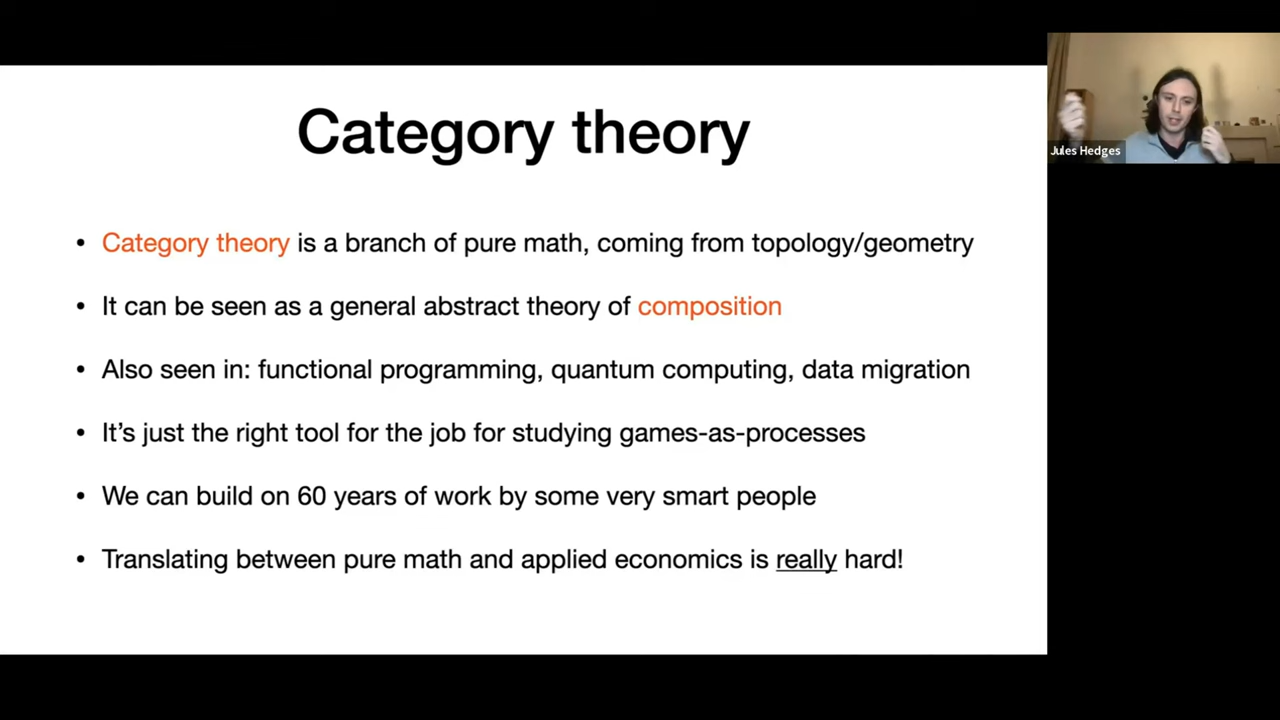 Category theory
• Category theory is a branch of pure math, coming from topology/geometry
• It can be seen as a general abstract theory of composition
• Also seen in: functional programming, quantum computing, data migration
• It’s just the right tool for the job for studying games-as-processes
• We can build on 60 years of work by some very smart people
• Translating between pure math and applied economics is really hard!
Jules Hedges